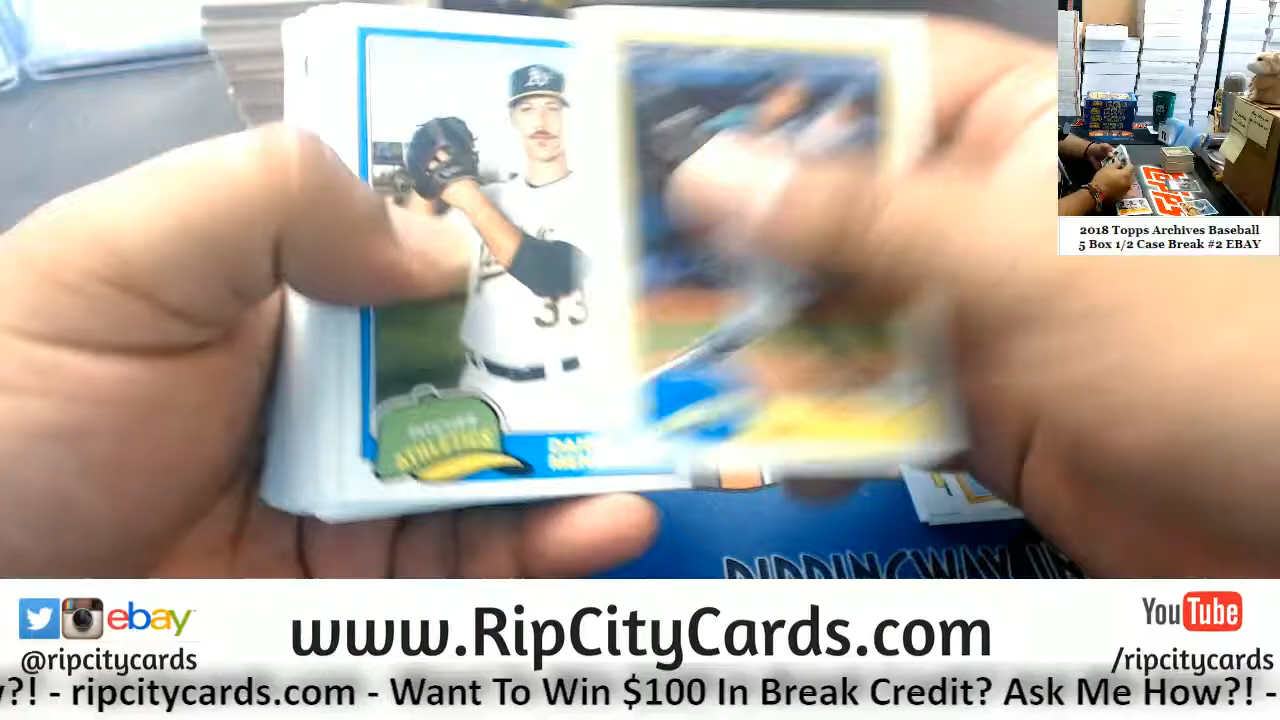 33
ATHLETICS
2018 Topps Archives Baseball
5 Box 1/2 Case Break #2 EBAY
ebay
www.RipCityCards.com
YouTube
@ripcitycards
/ripcitycards
?! - ripcitycards.com - Want To Win $100 In Break Credit? Ask Me How?! -